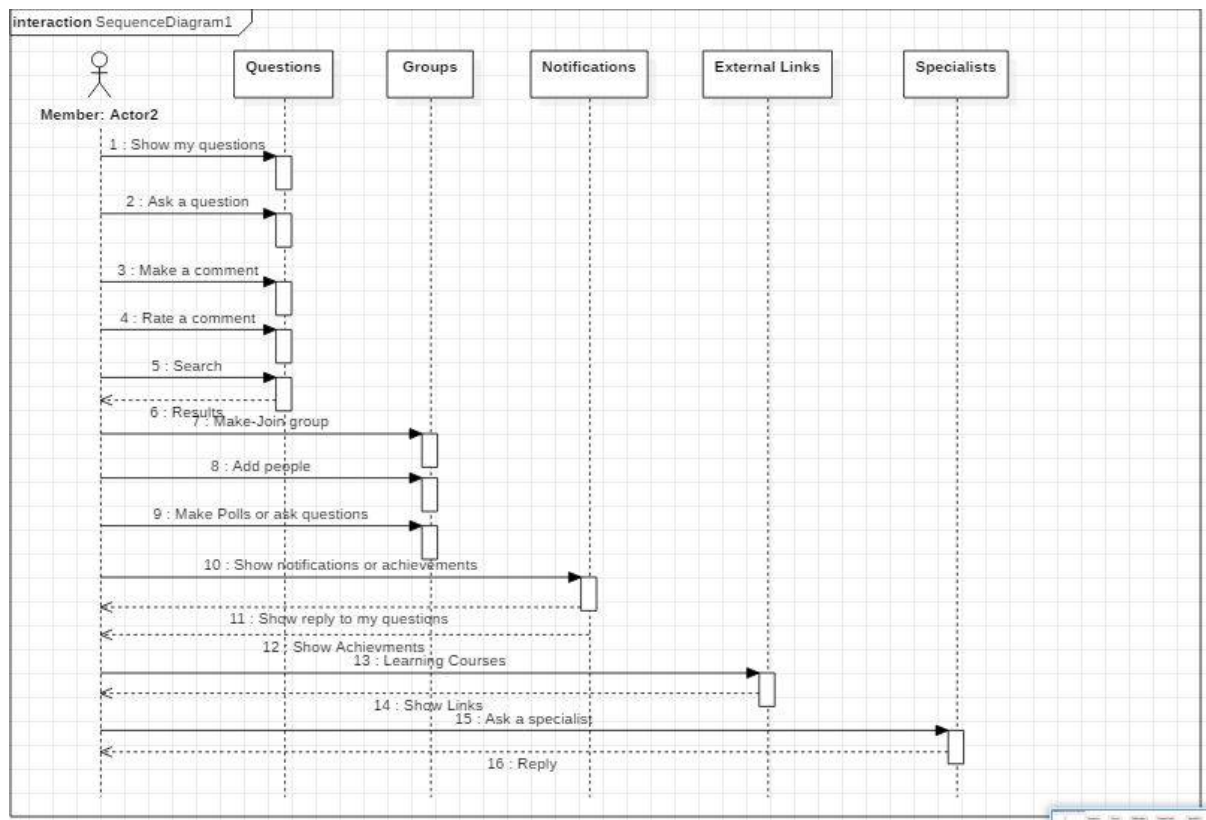 interaction SequenceDiagram1
Questions
Groups
Notifications
External Links
Specialists
Member: Actor2
1 : Show my questions
2 : Ask a question
3 : Make a comment
4 : Rate a comment
5 : Search
6 : Results
7 : Make-Join group
8 : Add people
9 : Make Polls or ask questions
10 : Show notifications or achievements
11 : Show reply to my questions
12 : Show Achievments
13 : Learning Courses
14 : Show Links
15 : Ask a specialist
16 : Reply